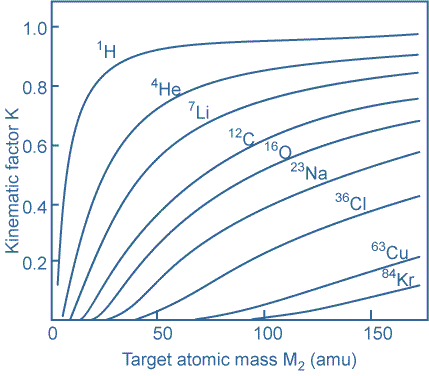 1.0
0.8
0.6
0.4
0.2
Kinematic factor K
¹H
⁴He
⁷Li
¹²C
¹⁶O
²³Na
³⁶Cl
⁶³Cu
⁸⁴Kr
0 50 100 150
Target atomic mass M₂ (amu)